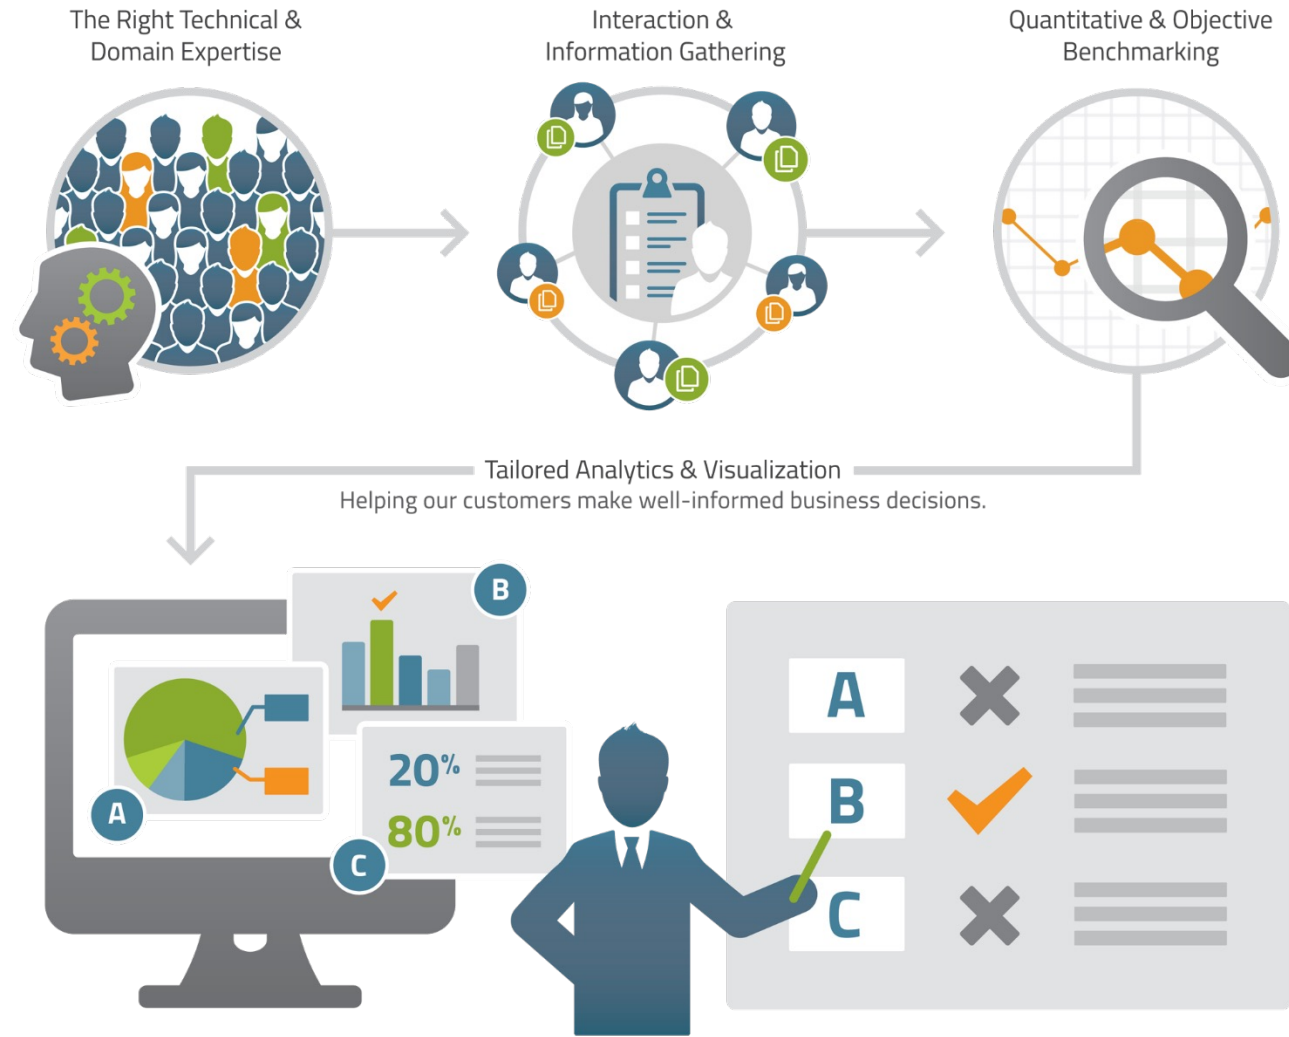 The Right Technical &
Domain Expertise
Interaction &
Information Gathering
Quantitative & Objective
Benchmarking
Tailored Analytics & Visualization
Helping our customers make well-informed business decisions.
B
A
20%
80%
C
A
B
C